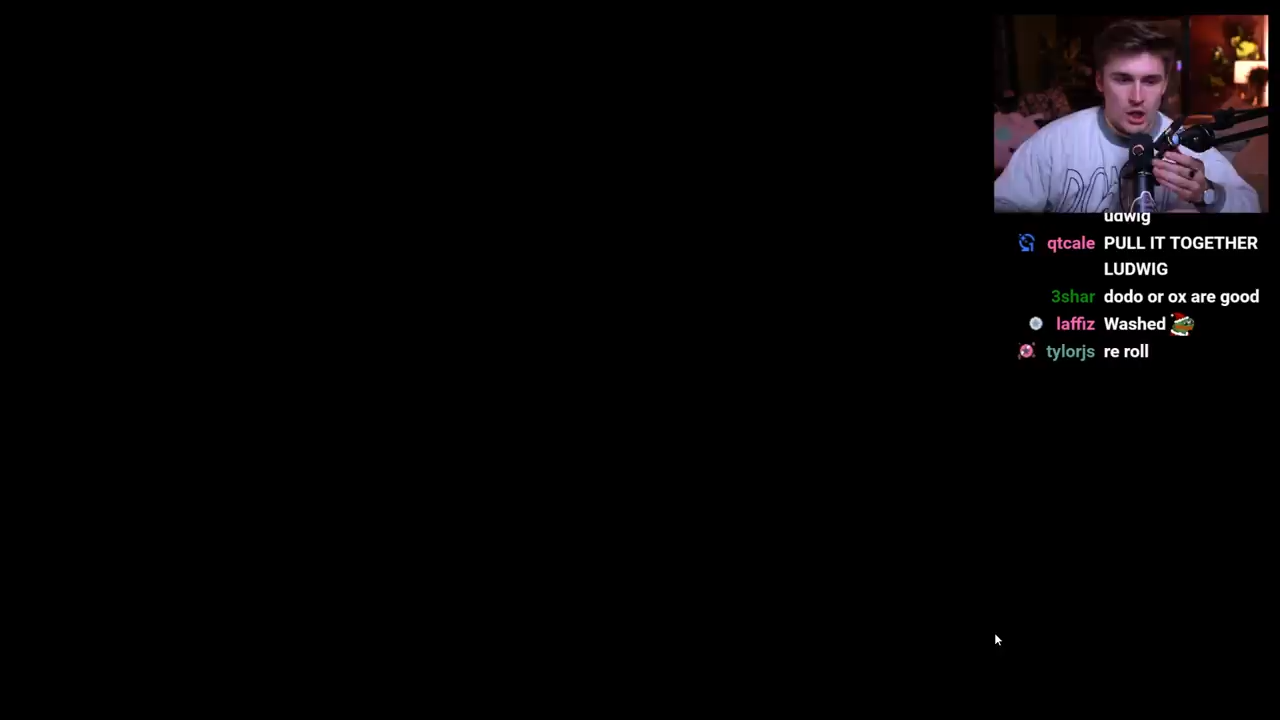 udwig
qtcale PULL IT TOGETHER
LUDWIG
3shar dodo or ox are good
laffiz Washed
tylorjs re roll